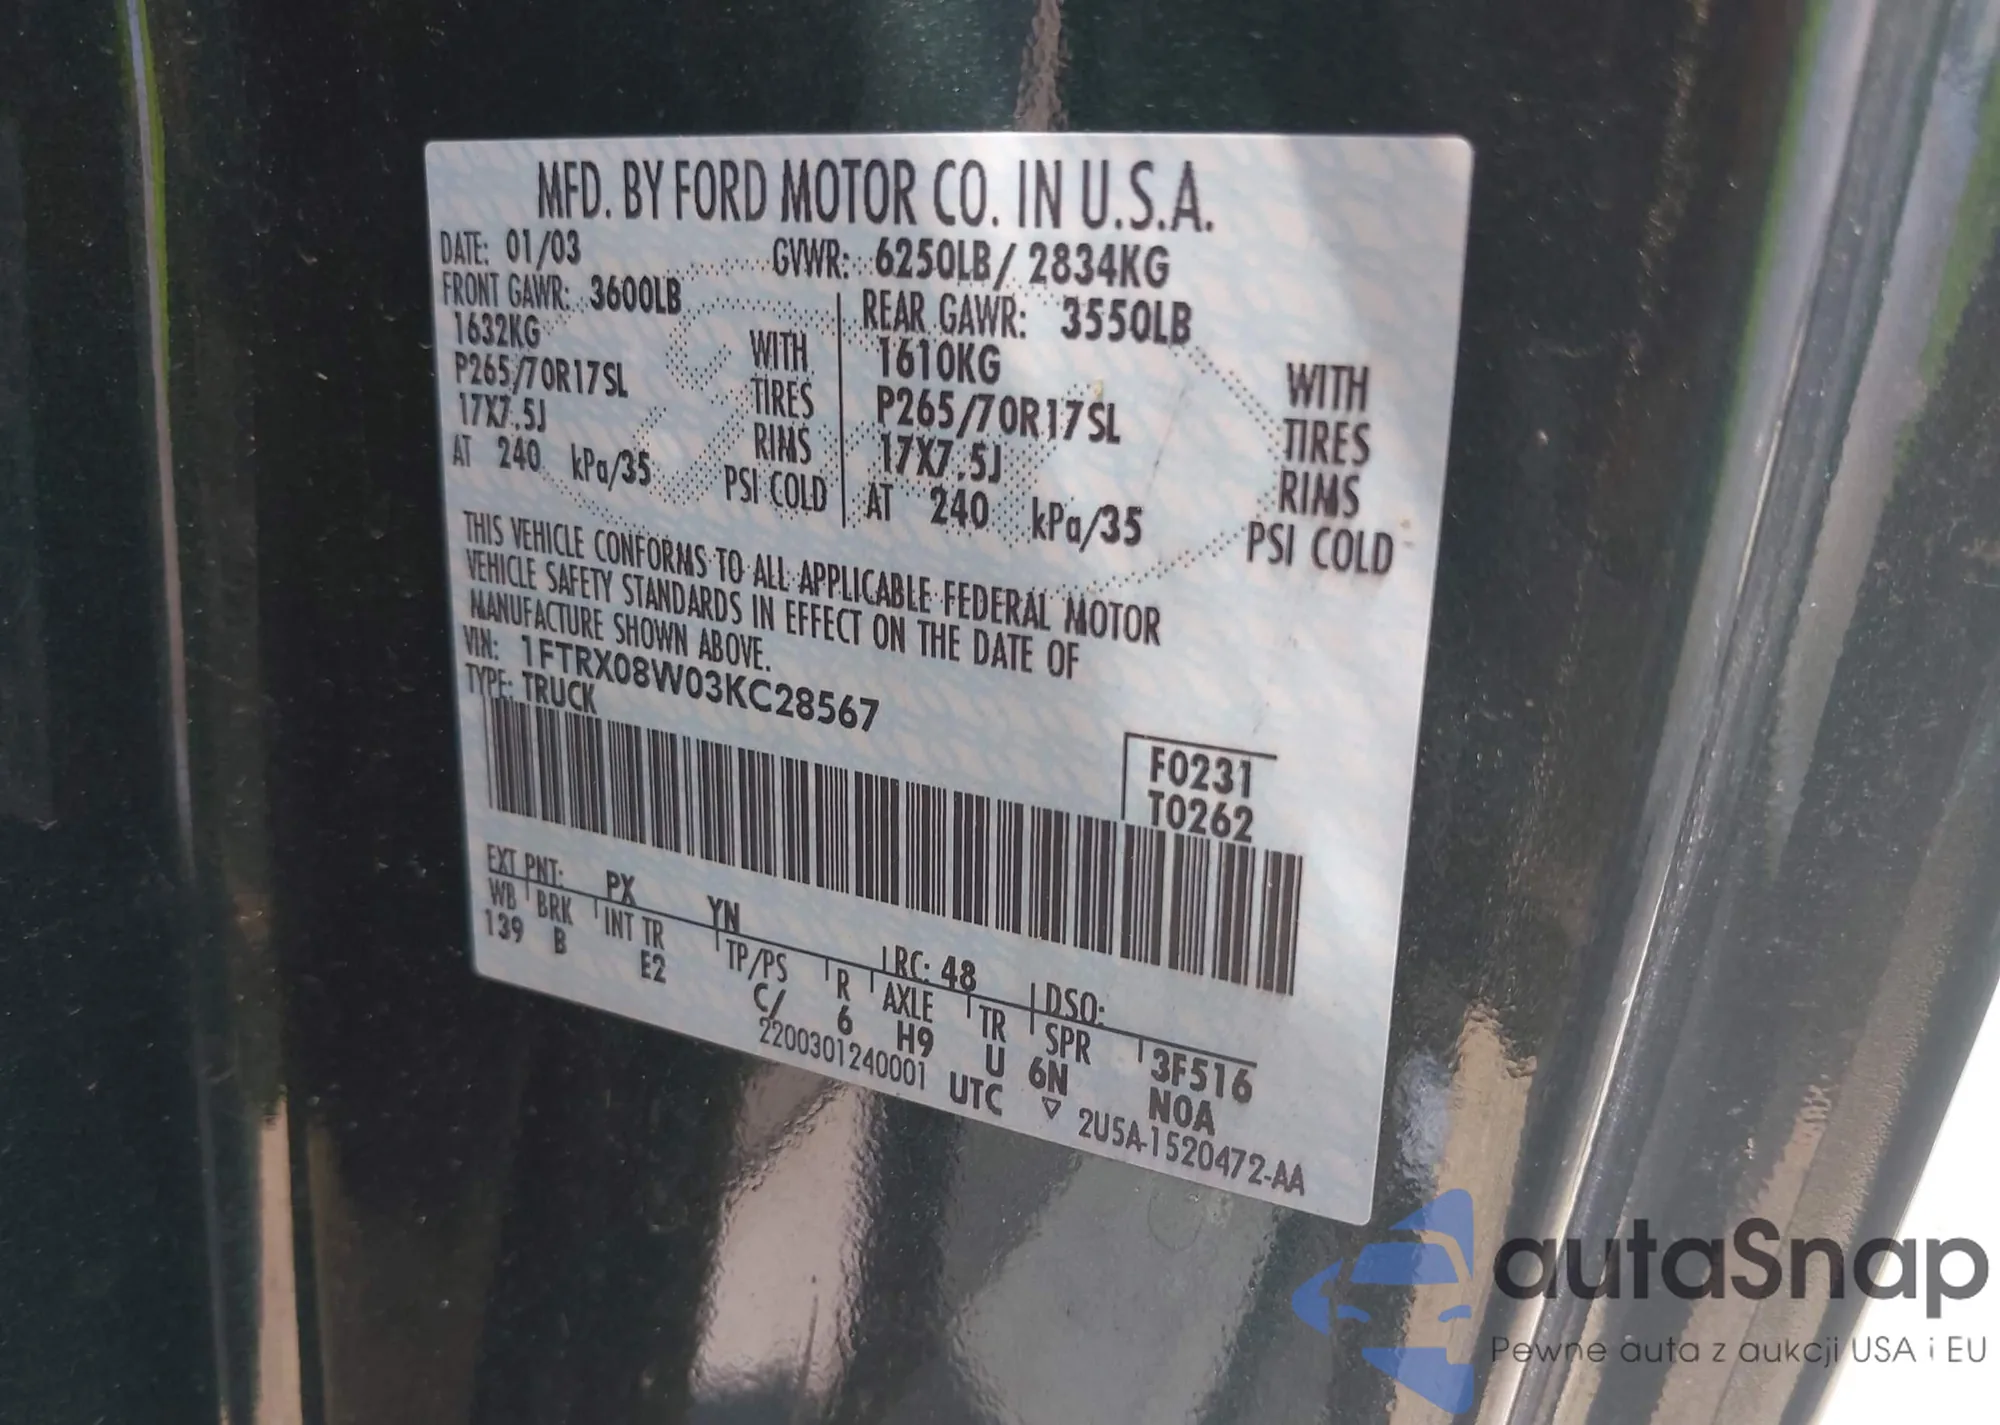 MFD. BY FORD MOTOR CO. IN U.S.A.
DATE: 01/03 GVWR: 6250LB/ 2834KG
FRONT GAWR: 3600LB REAR GAWR: 3550LB
1632KG WITH 1610KG WITH
P265/70R17SL TIRES P265/70R17SL TIRES
17X7.5J RIMS 17X7.5J RIMS
AT 240 kPa/35 PSI COLD AT 240 kPa/35 PSI COLD
THIS VEHICLE CONFORMS TO ALL APPLICABLE FEDERAL MOTOR
VEHICLE SAFETY STANDARDS IN EFFECT ON THE DATE OF
MANUFACTURE SHOWN ABOVE.
VIN: 1FTRX08W03KC28567
TYPE: TRUCK
F0231
T0262
EXT PNT: PX YN RC: 48 DSO:
WB BRK INT TR TP/PS R AXLE TR SPR 3F516
139 B E2 C/ 6 H9 U 6N N0A
2200301240001 UTC ▽ 2U5A-1520472-AA
autaSnap
Pewne auta z aukcji USA i EU